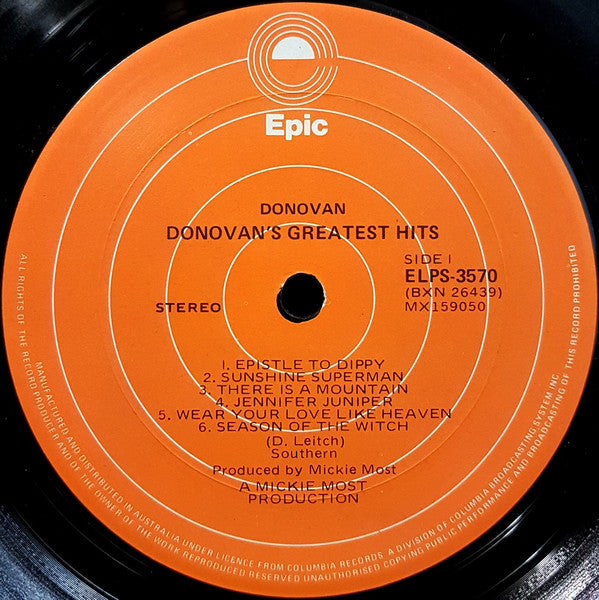 Epic
DONOVAN
DONOVAN'S GREATEST HITS
SIDE I
ELPS-3570
(BXN 26439)
MX159050
STEREO
1. EPISTLE TO DIPPY
2. SUNSHINE SUPERMAN
3. THERE IS A MOUNTAIN
4. JENNIFER JUNIPER
5. WEAR YOUR LOVE LIKE HEAVEN
6. SEASON OF THE WITCH
(D. Leitch)
Southern
Produced by Mickie Most
A MICKIE MOST
PRODUCTION
MANUFACTURED AND DISTRIBUTED IN AUSTRALIA UNDER LICENCE FROM COLUMBIA RECORDS A DIVISION OF COLUMBIA BROADCASTING SYSTEM INC.
ALL RIGHTS OF THE RECORD PRODUCER AND OF THE OWNER OF THE WORK REPRODUCED RESERVED UNAUTHORISED COPYING PUBLIC PERFORMANCE AND BROADCASTING OF THIS RECORD PROHIBITED